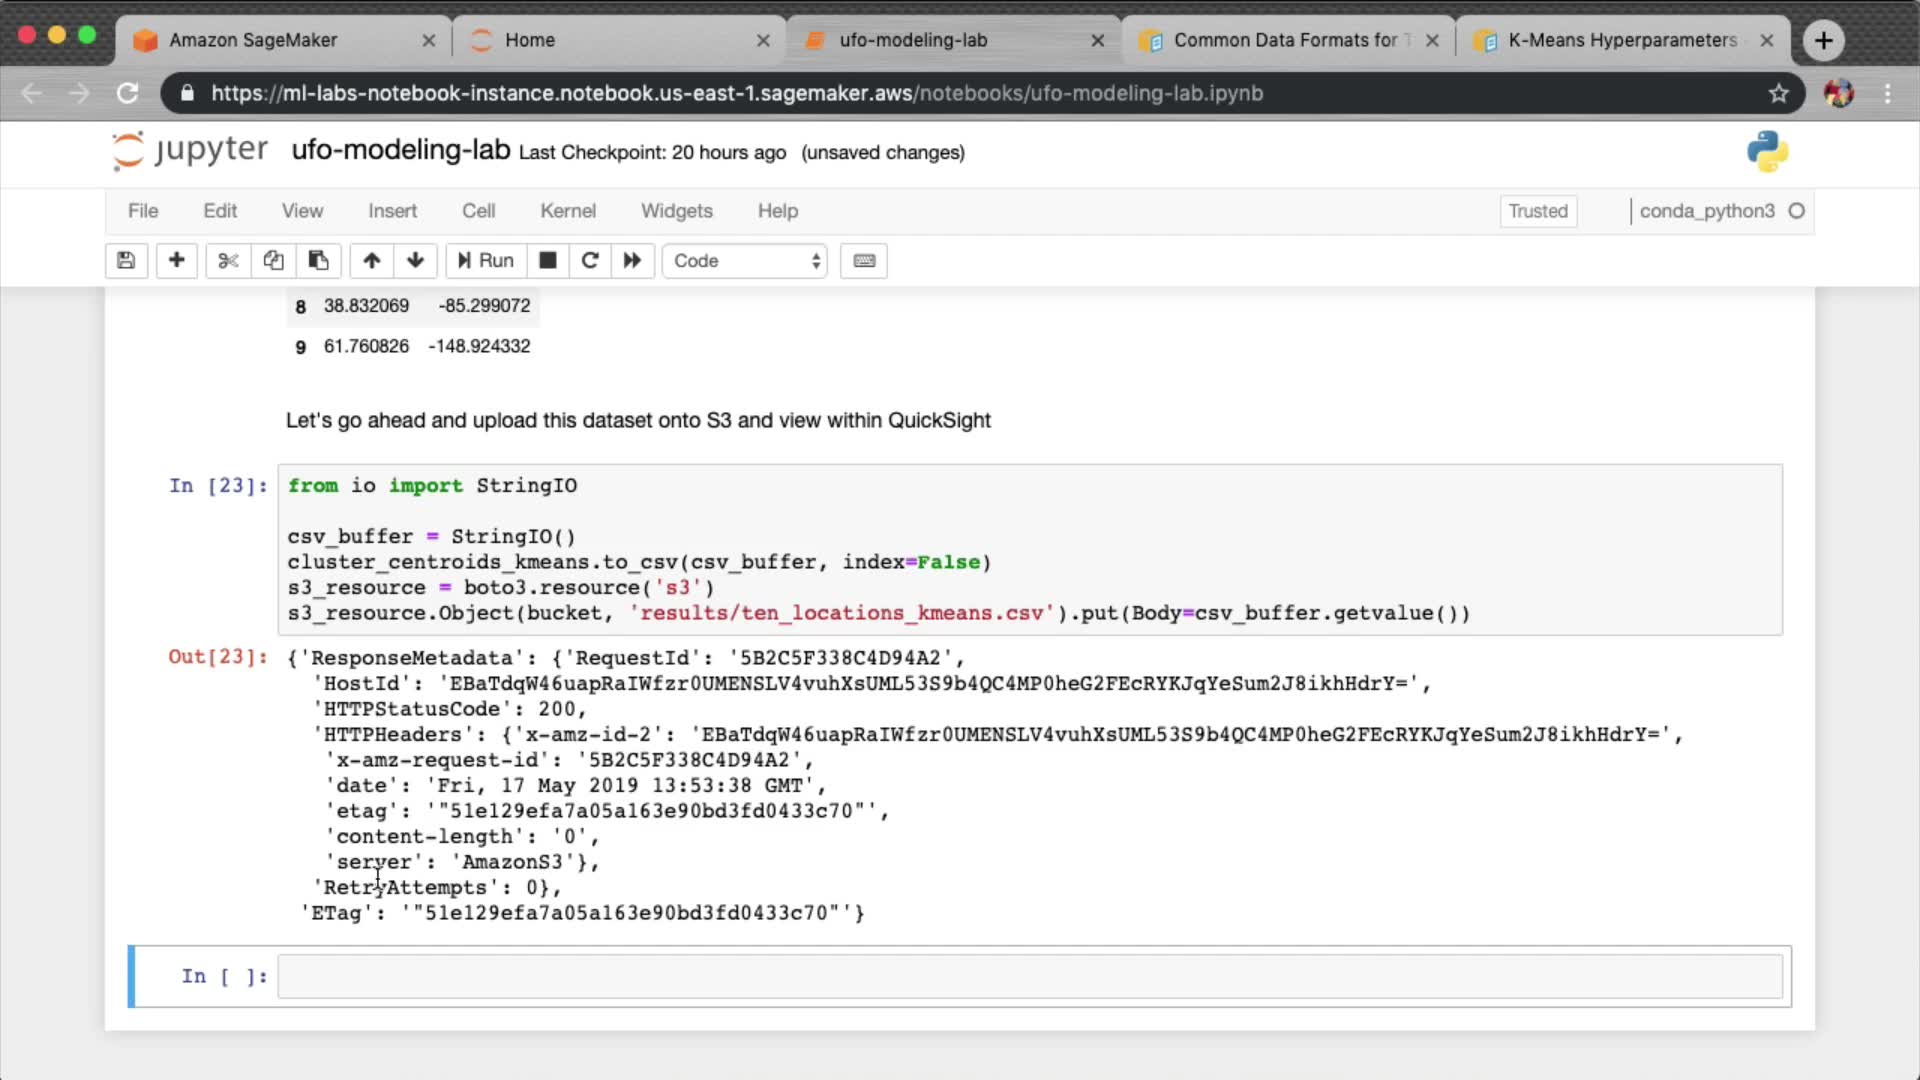 Amazon SageMaker
Home
ufo-modeling-lab
Common Data Formats for T
K-Means Hyperparameters
https://ml-labs-notebook-instance.notebook.us-east-1.sagemaker.aws/notebooks/ufo-modeling-lab.ipynb
jupyter ufo-modeling-lab Last Checkpoint: 20 hours ago (unsaved changes)
File Edit View Insert Cell Kernel Widgets Help Trusted conda_python3
Run Code
8 38.832069 -85.299072
9 61.760826 -148.924332
Let's go ahead and upload this dataset onto S3 and view within QuickSight
In [23]: from io import StringIO
csv_buffer = StringIO()
cluster_centroids_kmeans.to_csv(csv_buffer, index=False)
s3_resource = boto3.resource('s3')
s3_resource.Object(bucket, 'results/ten_locations_kmeans.csv').put(Body=csv_buffer.getvalue())
Out[23]: {'ResponseMetadata': {'RequestId': '5B2C5F338C4D94A2',
'HostId': 'EBaTdqW46uapRaIWfzr0UMENSLV4vuhXsUML53S9b4QC4MP0heG2FEcRYKJqYeSum2J8ikhHdrY=',
'HTTPStatusCode': 200,
'HTTPHeaders': {'x-amz-id-2': 'EBaTdqW46uapRaIWfzr0UMENSLV4vuhXsUML53S9b4QC4MP0heG2FEcRYKJqYeSum2J8ikhHdrY=',
'x-amz-request-id': '5B2C5F338C4D94A2',
'date': 'Fri, 17 May 2019 13:53:38 GMT',
'etag': '"51e129efa7a05a163e90bd3fd0433c70"',
'content-length': '0',
'server': 'AmazonS3'},
'RetryAttempts': 0},
'ETag': '"51e129efa7a05a163e90bd3fd0433c70"'}
In [ ]: